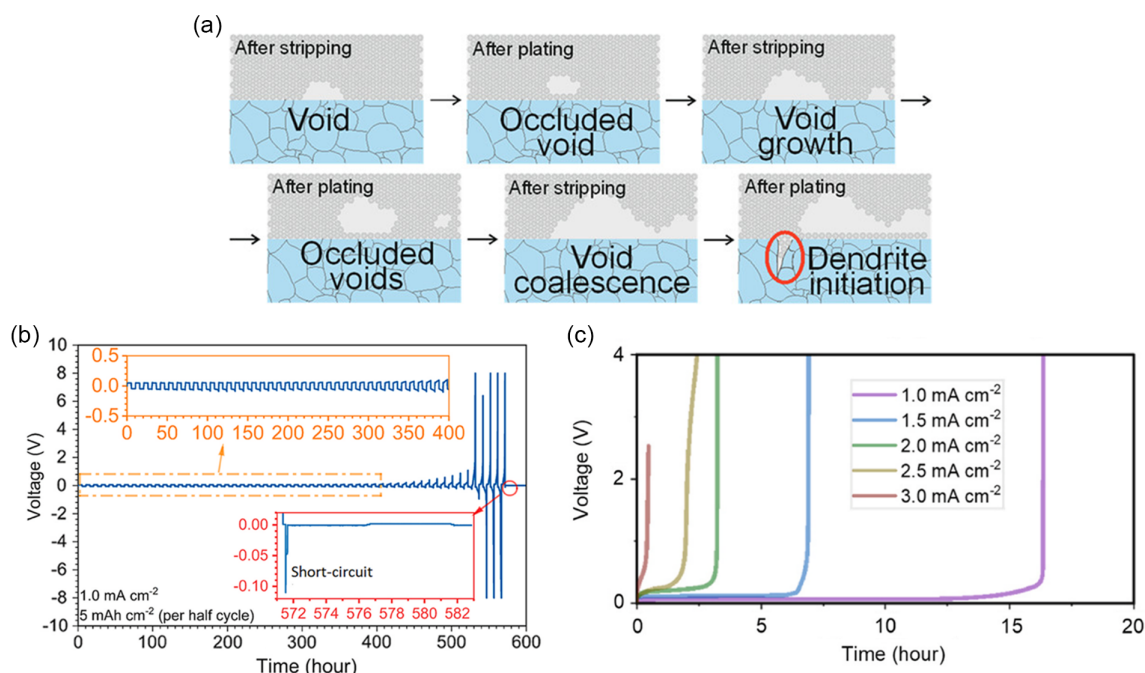 (a)
After stripping
After plating
After stripping
Void
Occluded
void
Void
growth
After plating
After stripping
After plating
Occluded
voids
Void
coalescence
Dendrite
initiation
(b)
Voltage (V)
10
8
6
4
2
0
-2
-4
-6
-8
-10
0.5
0.0
-0.5
0 50 100 150 200 250 300 350 400
0.00
-0.05
-0.10
Short-circuit
572 574 576 578 580 582
1.0 mA cm⁻²
5 mAh cm⁻² (per half cycle)
0 100 200 300 400 500 600
Time (hour)
(c)
Voltage (V)
4
2
0
1.0 mA cm⁻²
1.5 mA cm⁻²
2.0 mA cm⁻²
2.5 mA cm⁻²
3.0 mA cm⁻²
0 5 10 15 20
Time (hour)